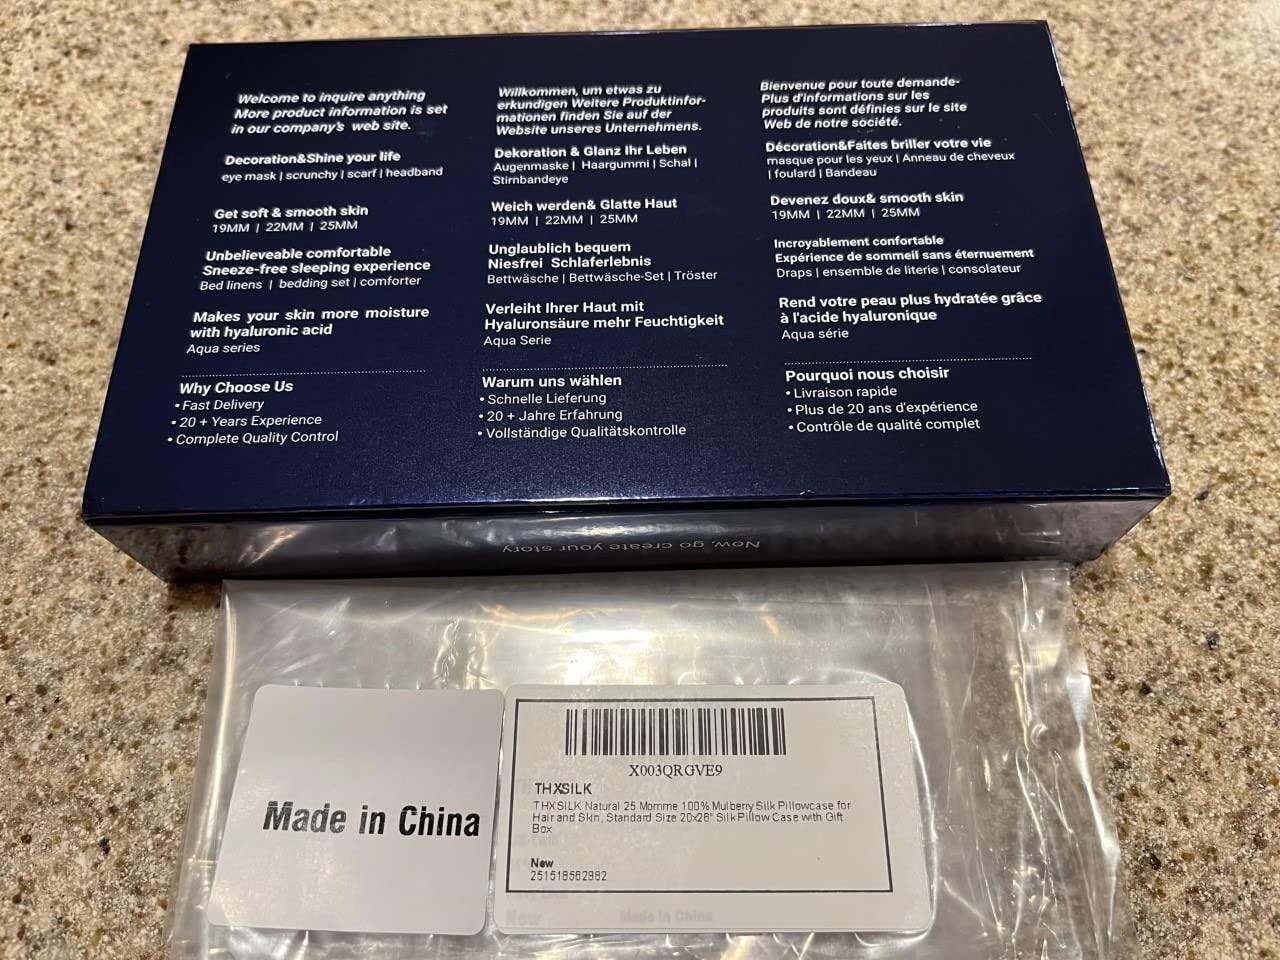 Welcome to inquire anything
More product information is set
in our company's web site.
Decoration&Shine your life
eye mask | scrunchy | scarf | headband
Get soft & smooth skin
19MM | 22MM | 25MM
Unbelieveable comfortable
Sneeze-free sleeping experience
Bed linens | bedding set | comforter
Makes your skin more moisture
with hyaluronic acid
Aqua series
Why Choose Us
• Fast Delivery
• 20 + Years Experience
• Complete Quality Control
Willkommen, um etwas zu
erkundigen Weitere Produktinfor-
mationen finden Sie auf der
Website unseres Unternehmens.
Dekoration & Glanz Ihr Leben
Augenmaske | Haargummi | Schal |
Stirnbandeye
Weich werden& Glatte Haut
19MM | 22MM | 25MM
Unglaublich bequem
Niesfrei Schlaferlebnis
Bettwäsche | Bettwäsche-Set | Tröster
Verleiht Ihrer Haut mit
Hyaluronsäure mehr Feuchtigkeit
Aqua Serie
Warum uns wählen
• Schnelle Lieferung
• 20 + Jahre Erfahrung
• Vollständige Qualitätskontrolle
Bienvenue pour toute demande-
Plus d'informations sur les
produits sont définies sur le site
Web de notre société.
Décoration&Faites briller votre vie
masque pour les yeux | Anneau de cheveux
| foulard | Bandeau
Devenez doux& smooth skin
19MM | 22MM | 25MM
Incroyablement confortable
Expérience de sommeil sans éternuement
Draps | ensemble de literie | consolateur
Rend votre peau plus hydratée grâce
à l'acide hyaluronique
Aqua série
Pourquoi nous choisir
• Livraison rapide
• Plus de 20 ans d'expérience
• Contrôle de qualité complet
Now, go create your story
Made in China
X003QRGVE9
THXSILK
THXSILK Natural 25 Momme 100% Mulberry Silk Pillowcase for
Hair and Skin, Standard Size 20x26" Silk Pillow Case with Gift
Box
New
251518562982
New
Made in China